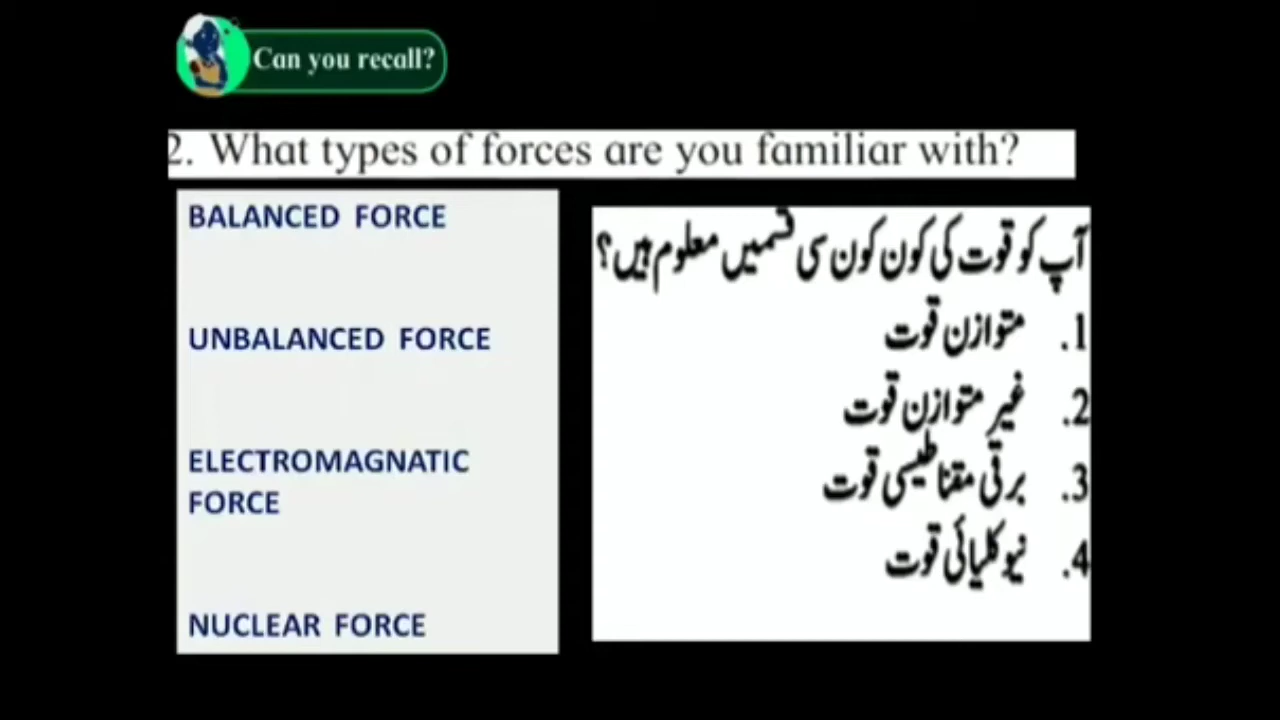 Can you recall?
2. What types of forces are you familiar with?
BALANCED FORCE
UNBALANCED FORCE
ELECTROMAGNATIC
FORCE
NUCLEAR FORCE
آپ کو قوت کی کون کون سی قسمیں معلوم ہیں؟
1. متوازن قوت
2. غیر متوازن قوت
3. برقی مقناطیسی قوت
4. نیوکلیائی قوت